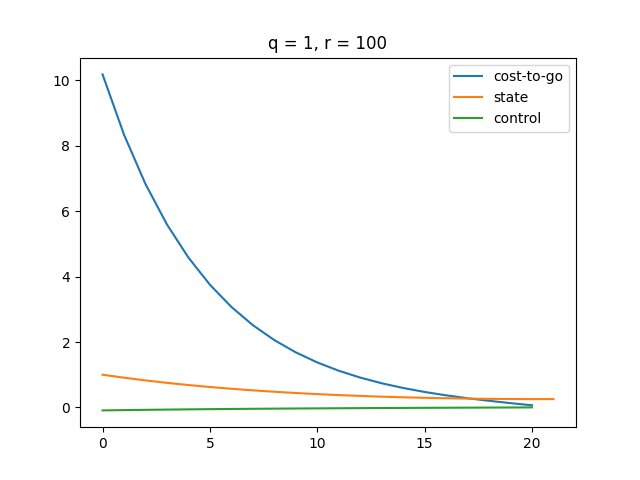 q = 1, r = 100
cost-to-go
state
control
10
8
6
4
2
0
0 5 10 15 20